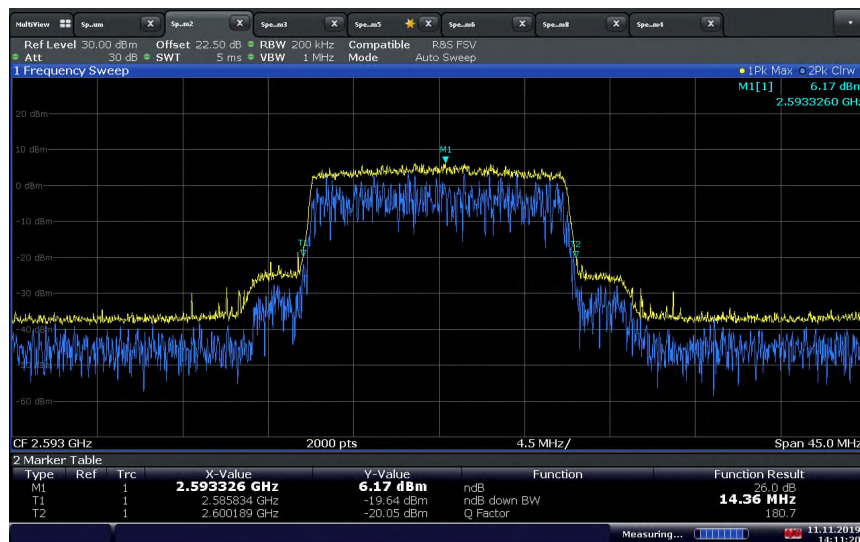 MultiView Sp..um X Sp..m2 X Spe..m3 X Spe..m5 X Spe..m6 X Spe..m8 X Spe..m4 X
Ref Level 30.00 dBm Offset 22.50 dB RBW 200 kHz Compatible R&S FSV
Att 30 dB SWT 5 ms VBW 1 MHz Mode Auto Sweep
1 Frequency Sweep 1Pk Max 2Pk Clrw
M1[1] 6.17 dBm
2.5933260 GHz
20 dBm
10 dBm
M1
0 dBm
-10 dBm
T1 T2
-20 dBm
-30 dBm
-40 dBm
-60 dBm
CF 2.593 GHz 2000 pts 4.5 MHz/ Span 45.0 MHz
2 Marker Table
Type Ref Trc X-Value Y-Value Function Function Result
M1 1 2.593326 GHz 6.17 dBm ndB 26.0 dB
T1 1 2.585834 GHz -19.64 dBm ndB down BW 14.36 MHz
T2 1 2.600189 GHz -20.05 dBm Q Factor 180.7
Measuring... 11.11.2019
14:11:20